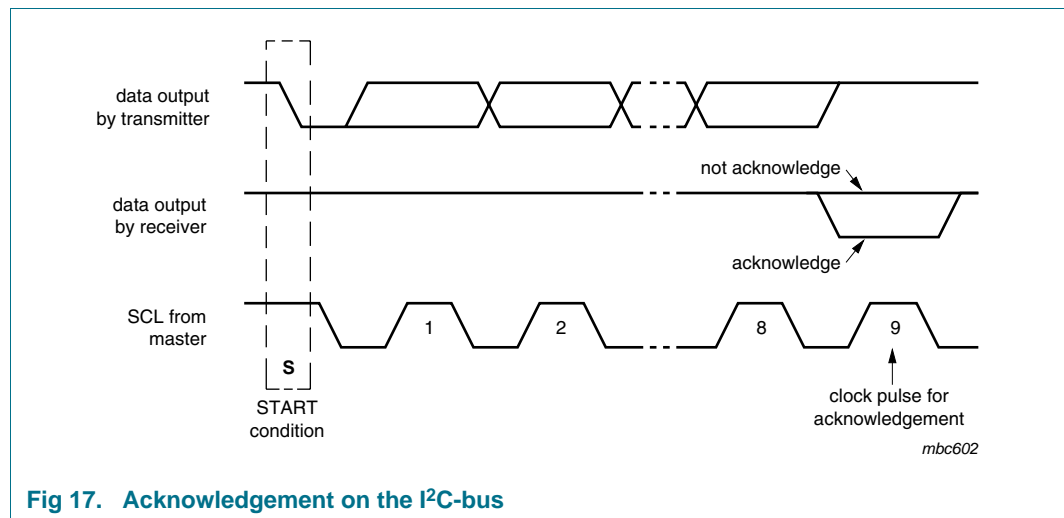 data output
by transmitter
not acknowledge
data output
by receiver
acknowledge
SCL from
master
1
2
8
9
S
START
condition
clock pulse for
acknowledgement
mbc602
Fig 17. Acknowledgement on the I²C-bus